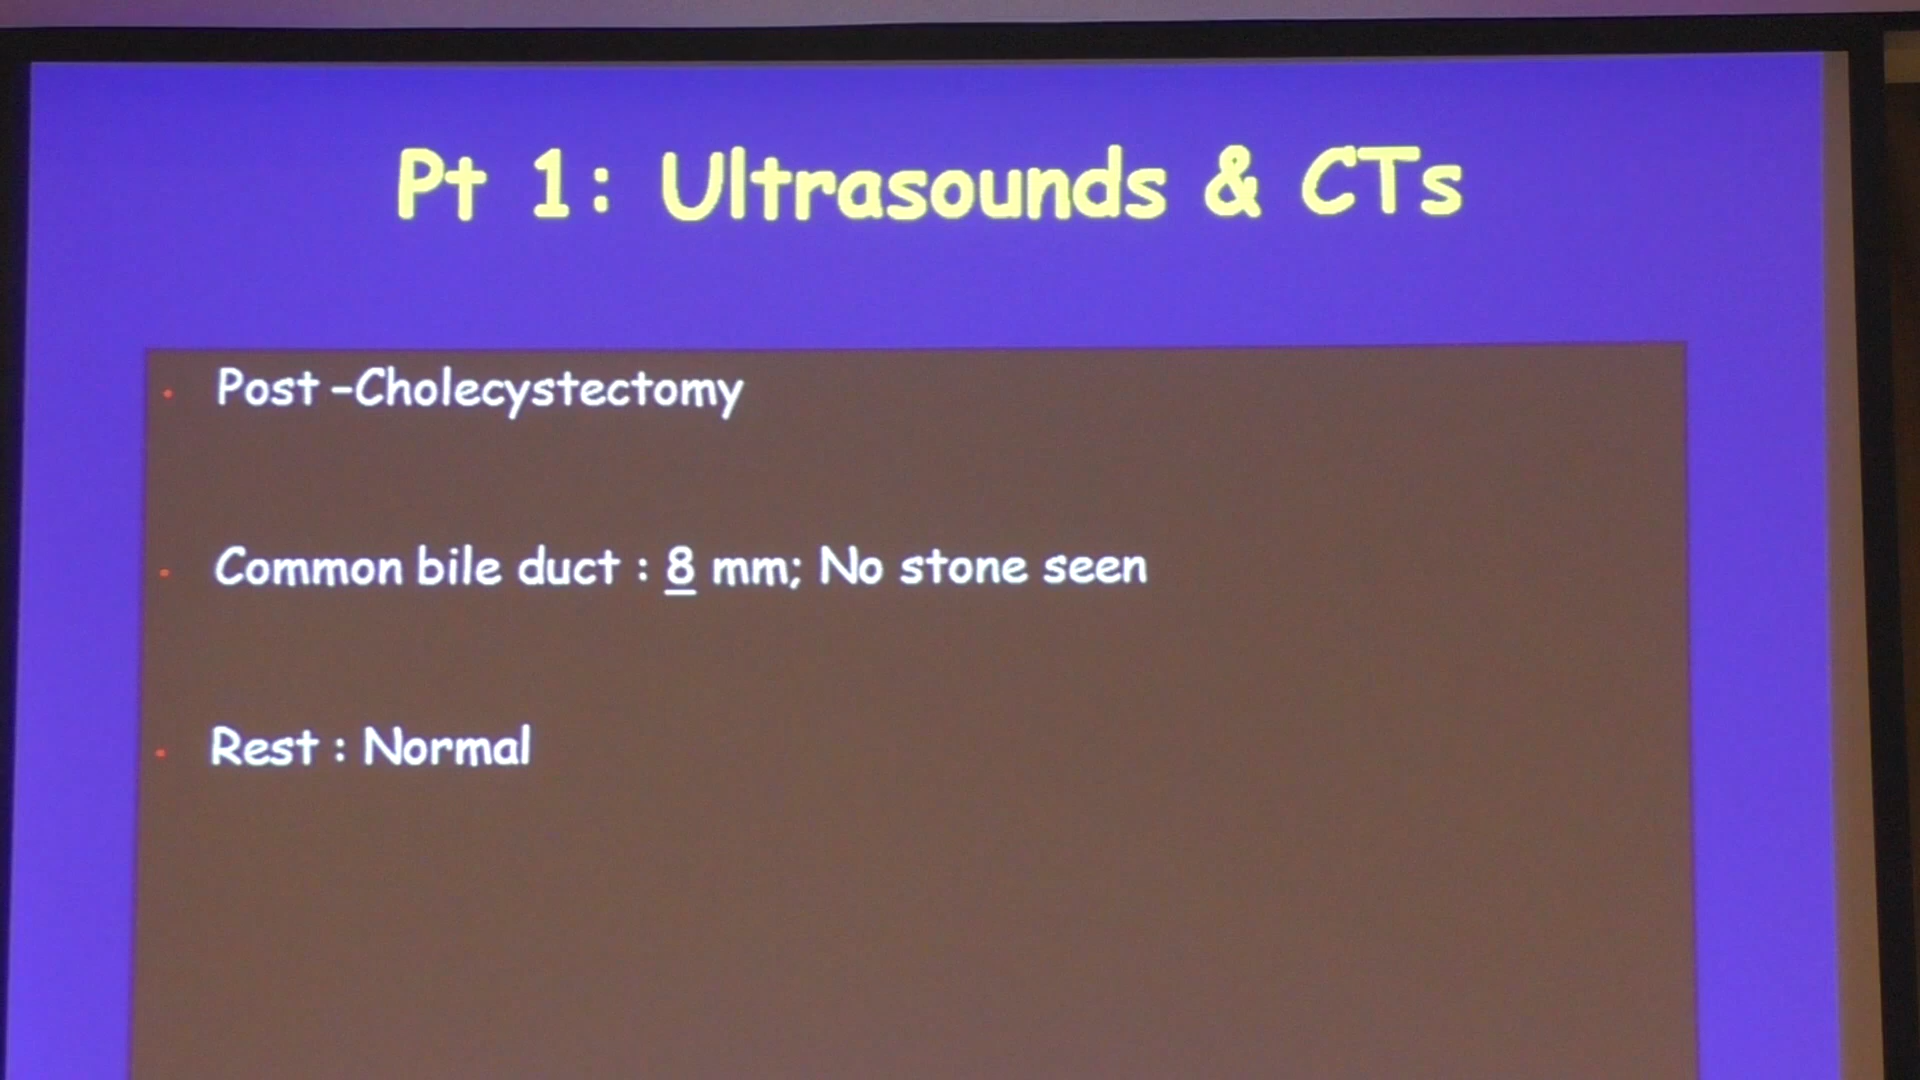 Pt 1: Ultrasounds & CTs
Post -Cholecystectomy
Common bile duct : 8 mm; No stone seen
Rest : Normal